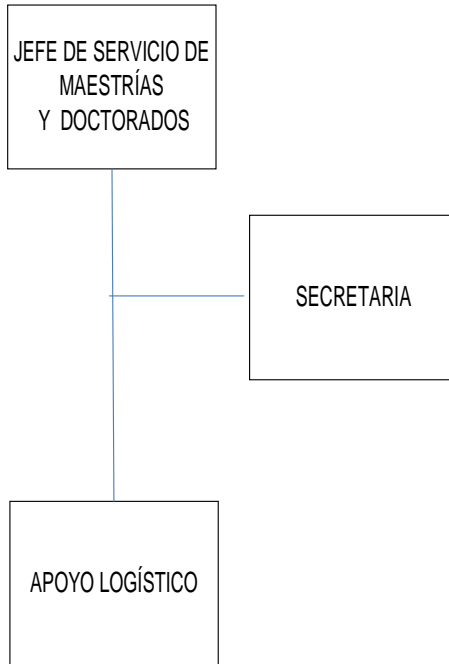 JEFE DE SERVICIO DE
MAESTRÍAS
Y DOCTORADOS
SECRETARIA
APOYO LOGÍSTICO